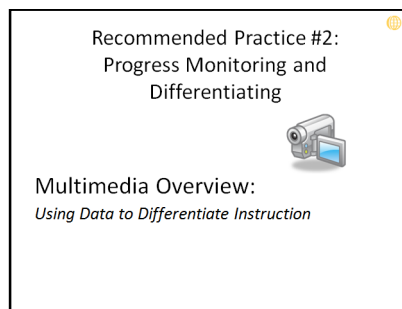 Recommended Practice #2:
Progress Monitoring and
Differentiating
Multimedia Overview:
Using Data to Differentiate Instruction